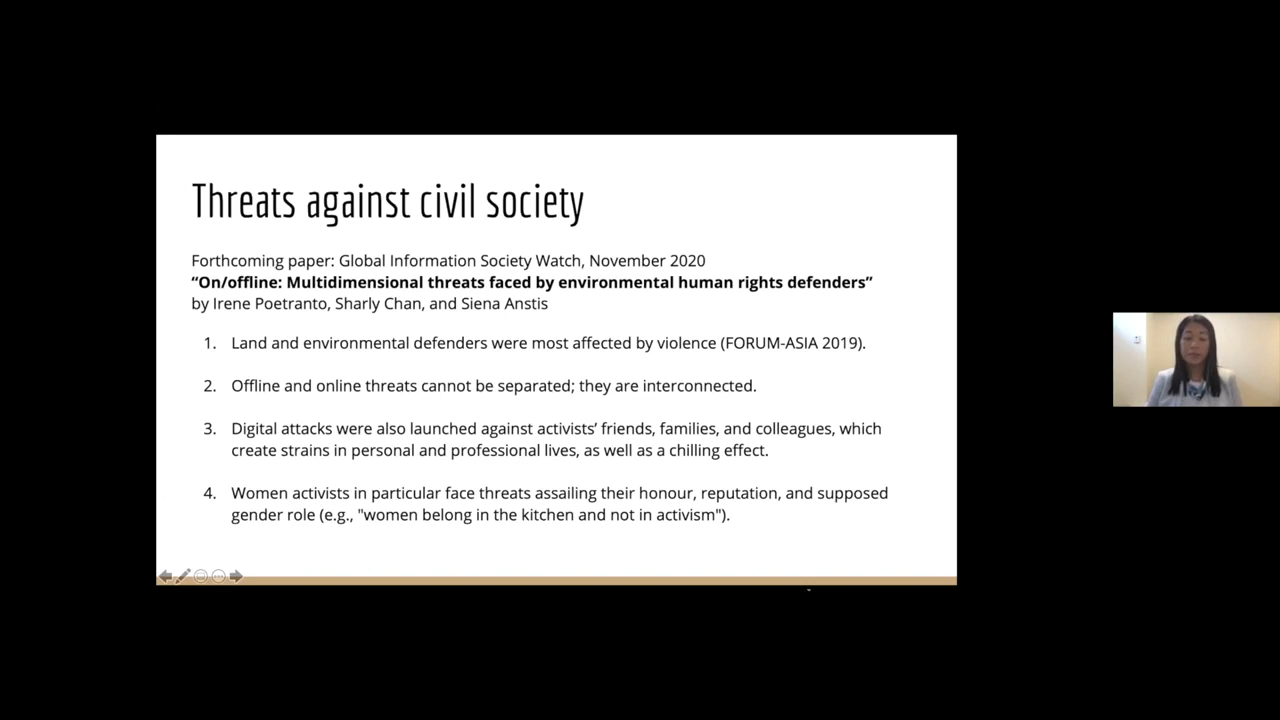 Threats against civil society
Forthcoming paper: Global Information Society Watch, November 2020
“On/offline: Multidimensional threats faced by environmental human rights defenders”
by Irene Poetranto, Sharly Chan, and Siena Anstis
1. Land and environmental defenders were most affected by violence (FORUM-ASIA 2019).
2. Offline and online threats cannot be separated; they are interconnected.
3. Digital attacks were also launched against activists’ friends, families, and colleagues, which
create strains in personal and professional lives, as well as a chilling effect.
4. Women activists in particular face threats assailing their honour, reputation, and supposed
gender role (e.g., "women belong in the kitchen and not in activism").